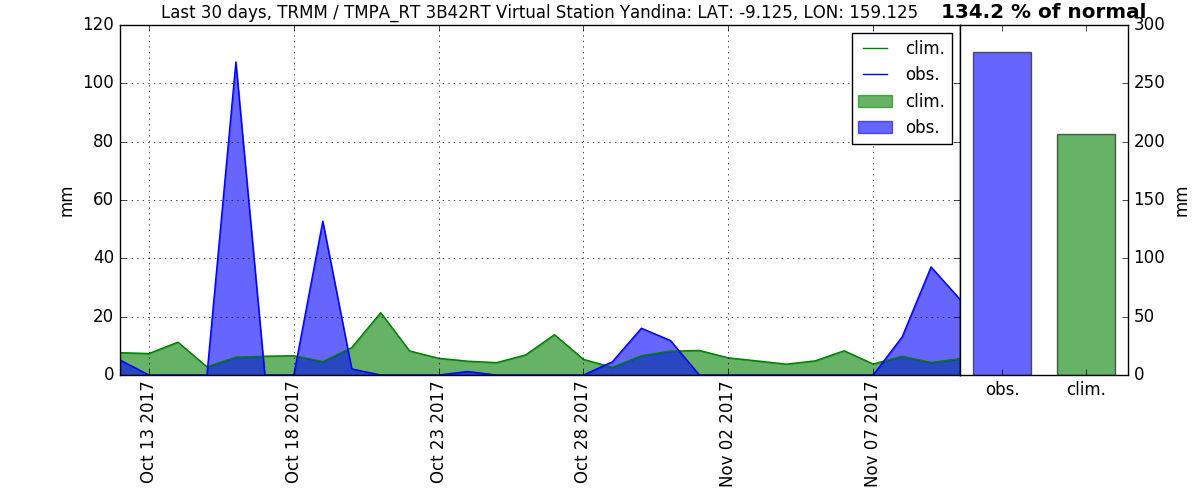 Last 30 days, TRMM / TMPA_RT 3B42RT Virtual Station Yandina: LAT: -9.125, LON: 159.125
134.2 % of normal
120
100
80
60
40
20
0
mm
clim.
obs.
clim.
obs.
Oct 13 2017
Oct 18 2017
Oct 23 2017
Oct 28 2017
Nov 02 2017
Nov 07 2017
300
250
200
150
100
50
0
mm
obs.
clim.